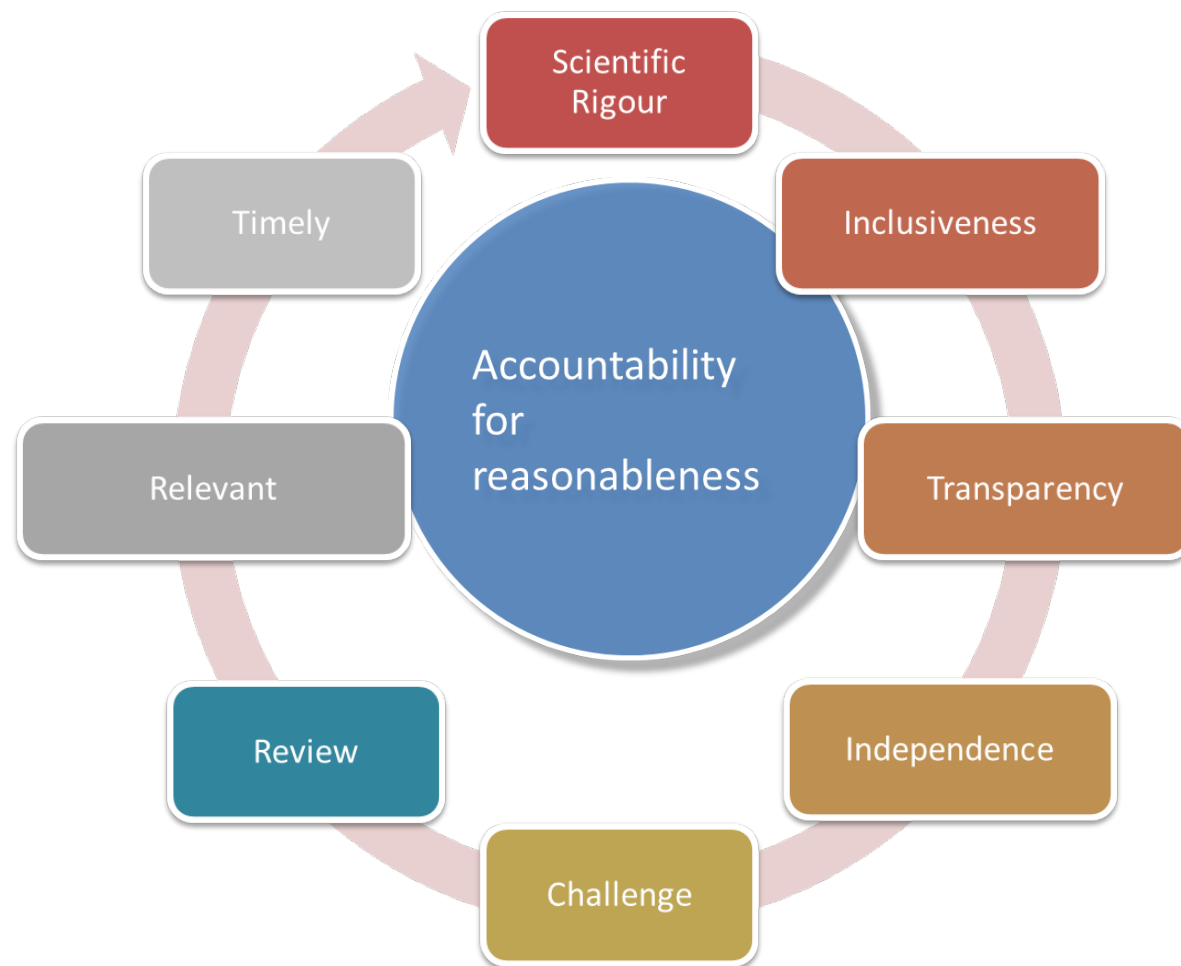 Scientific
Rigour
Inclusiveness
Transparency
Independence
Challenge
Review
Relevant
Timely
Accountability
for
reasonableness